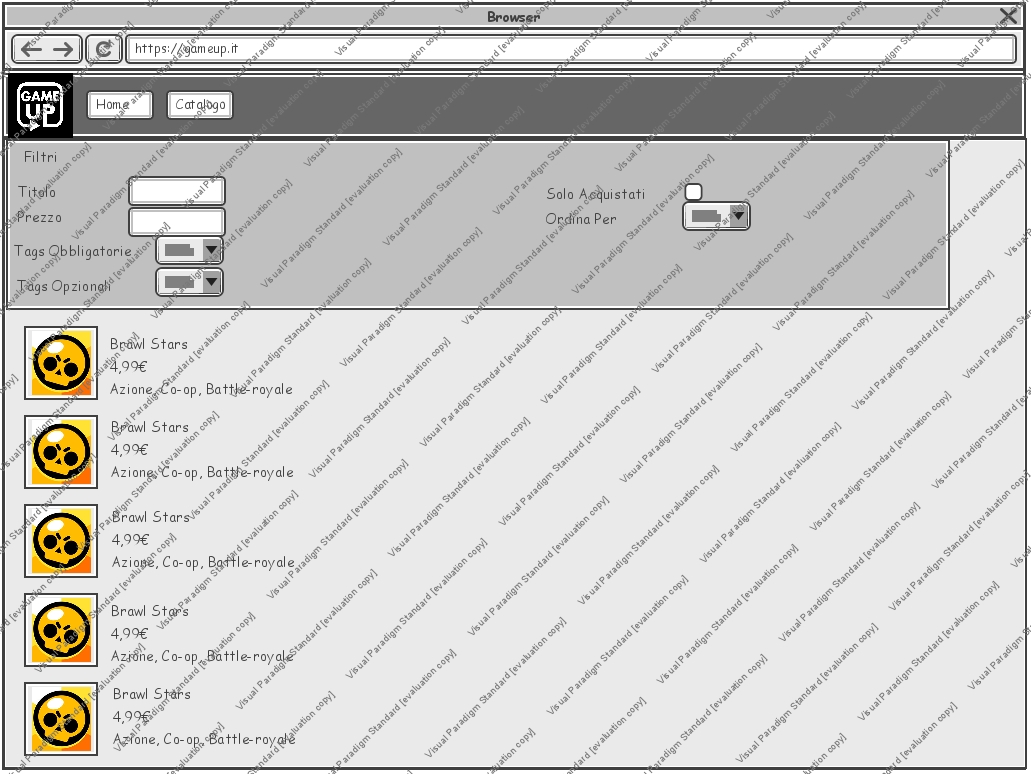 Browser
https://gameup.it
GAME
UP
Home
Catalogo
Filtri
Titolo
Solo Acquistati
Prezzo
Ordina Per
Tags Obbligatorie
Tags Opzionali
Brawl Stars
4,99€
Azione, Co-op, Battle-royale
Brawl Stars
4,99€
Azione, Co-op, Battle-royale
Brawl Stars
4,99€
Azione, Co-op, Battle-royale
Brawl Stars
4,99€
Azione, Co-op, Battle-royale
Brawl Stars
4,99€
Azione, Co-op, Battle-royale
Visual Paradigm Standard [evaluation copy]